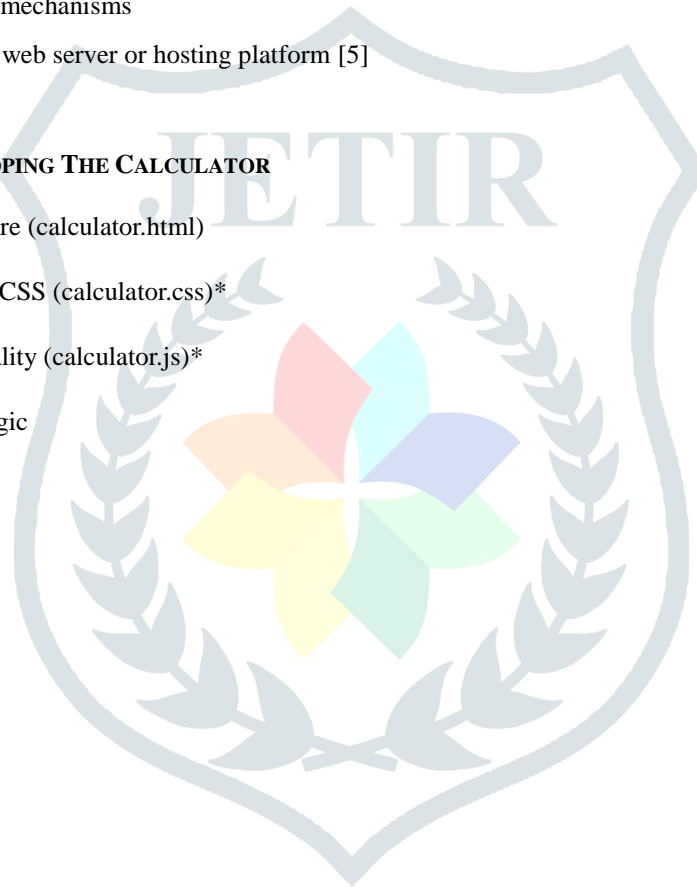 mechanisms
web server or hosting platform [5]
PING THE CALCULATOR
JETIR
re (calculator.html)
CSS (calculator.css)*
lity (calculator.js)*
gic